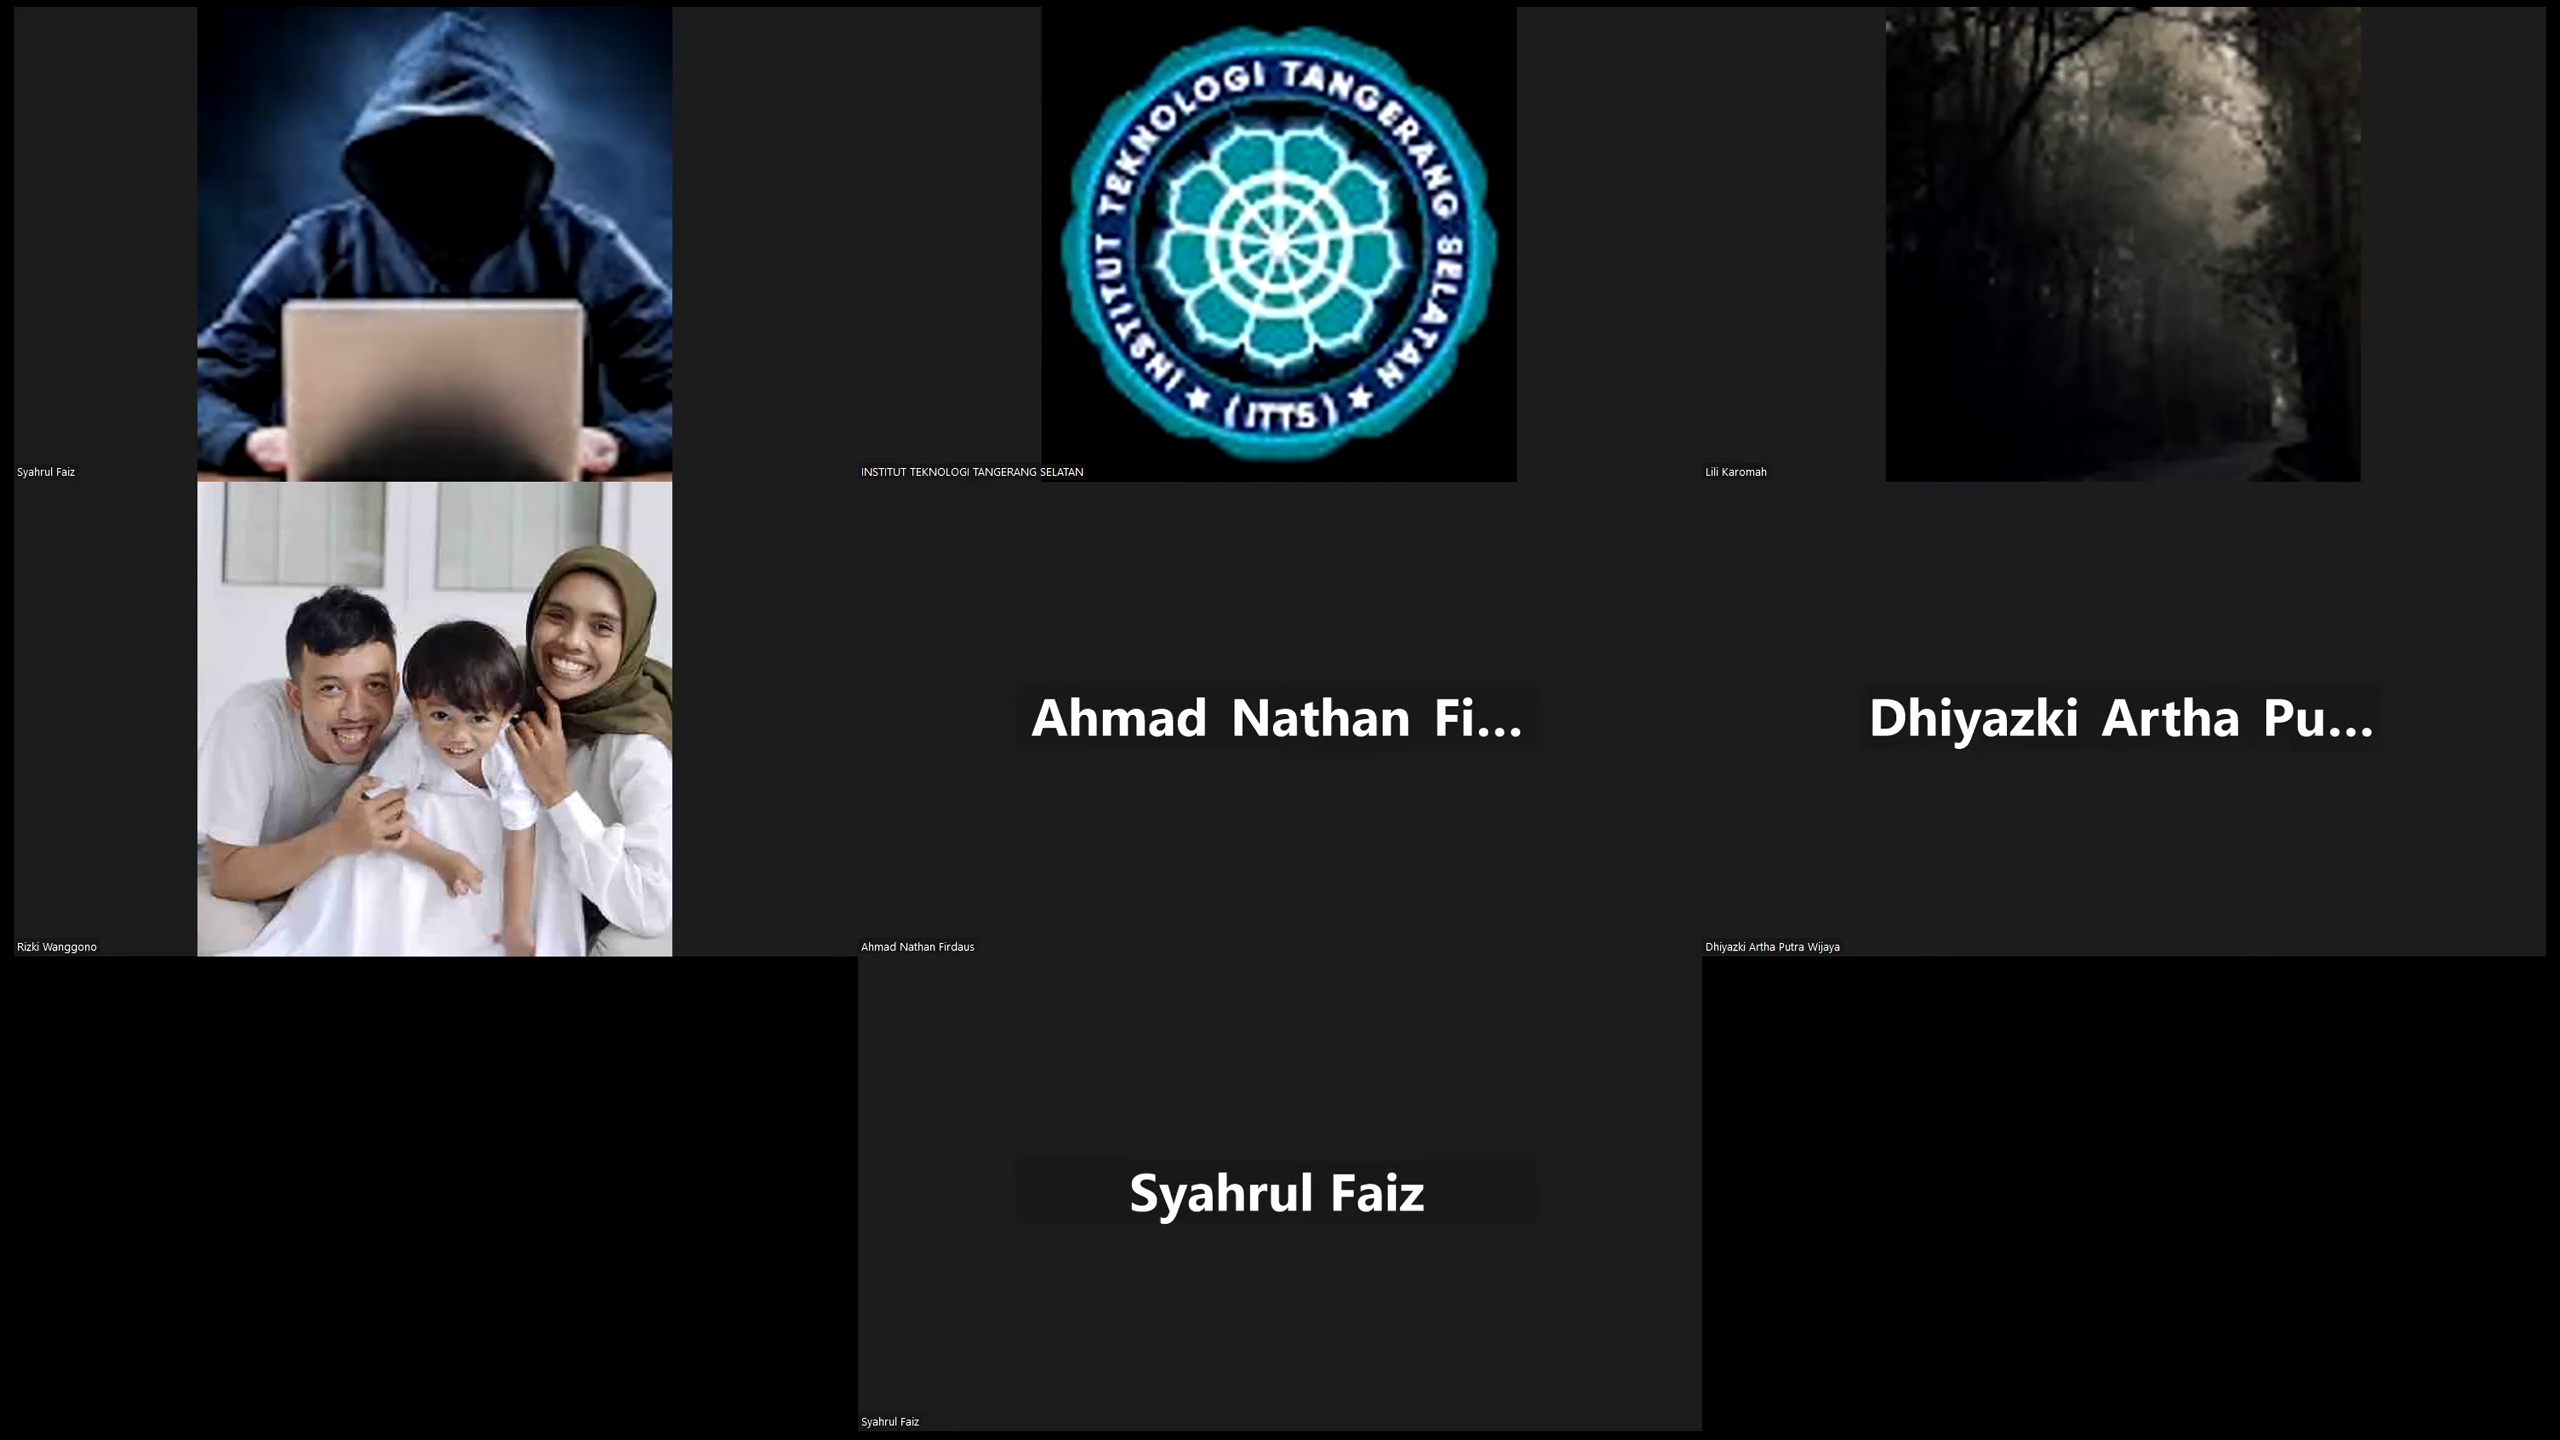 INSTITUT TEKNOLOGI TANGERANG SELATAN
(ITTS)
Syahrul Faiz
INSTITUT TEKNOLOGI TANGERANG SELATAN
Lili Karomah
Ahmad Nathan Fi...
Dhiyazki Artha Pu...
Rizki Wanggono
Ahmad Nathan Firdaus
Dhiyazki Artha Putra Wijaya
Syahrul Faiz
Syahrul Faiz